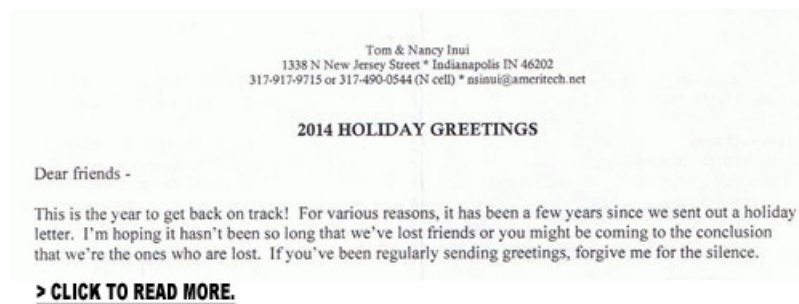 Tom & Nancy Inui
1338 N New Jersey Street * Indianapolis IN 46202
317-917-9715 or 317-490-0544 (N cell) * nsinui@ameritech.net
2014 HOLIDAY GREETINGS
Dear friends -
This is the year to get back on track! For various reasons, it has been a few years since we sent out a holiday
letter. I'm hoping it hasn't been so long that we've lost friends or you might be coming to the conclusion
that we're the ones who are lost. If you've been regularly sending greetings, forgive me for the silence.
> CLICK TO READ MORE.